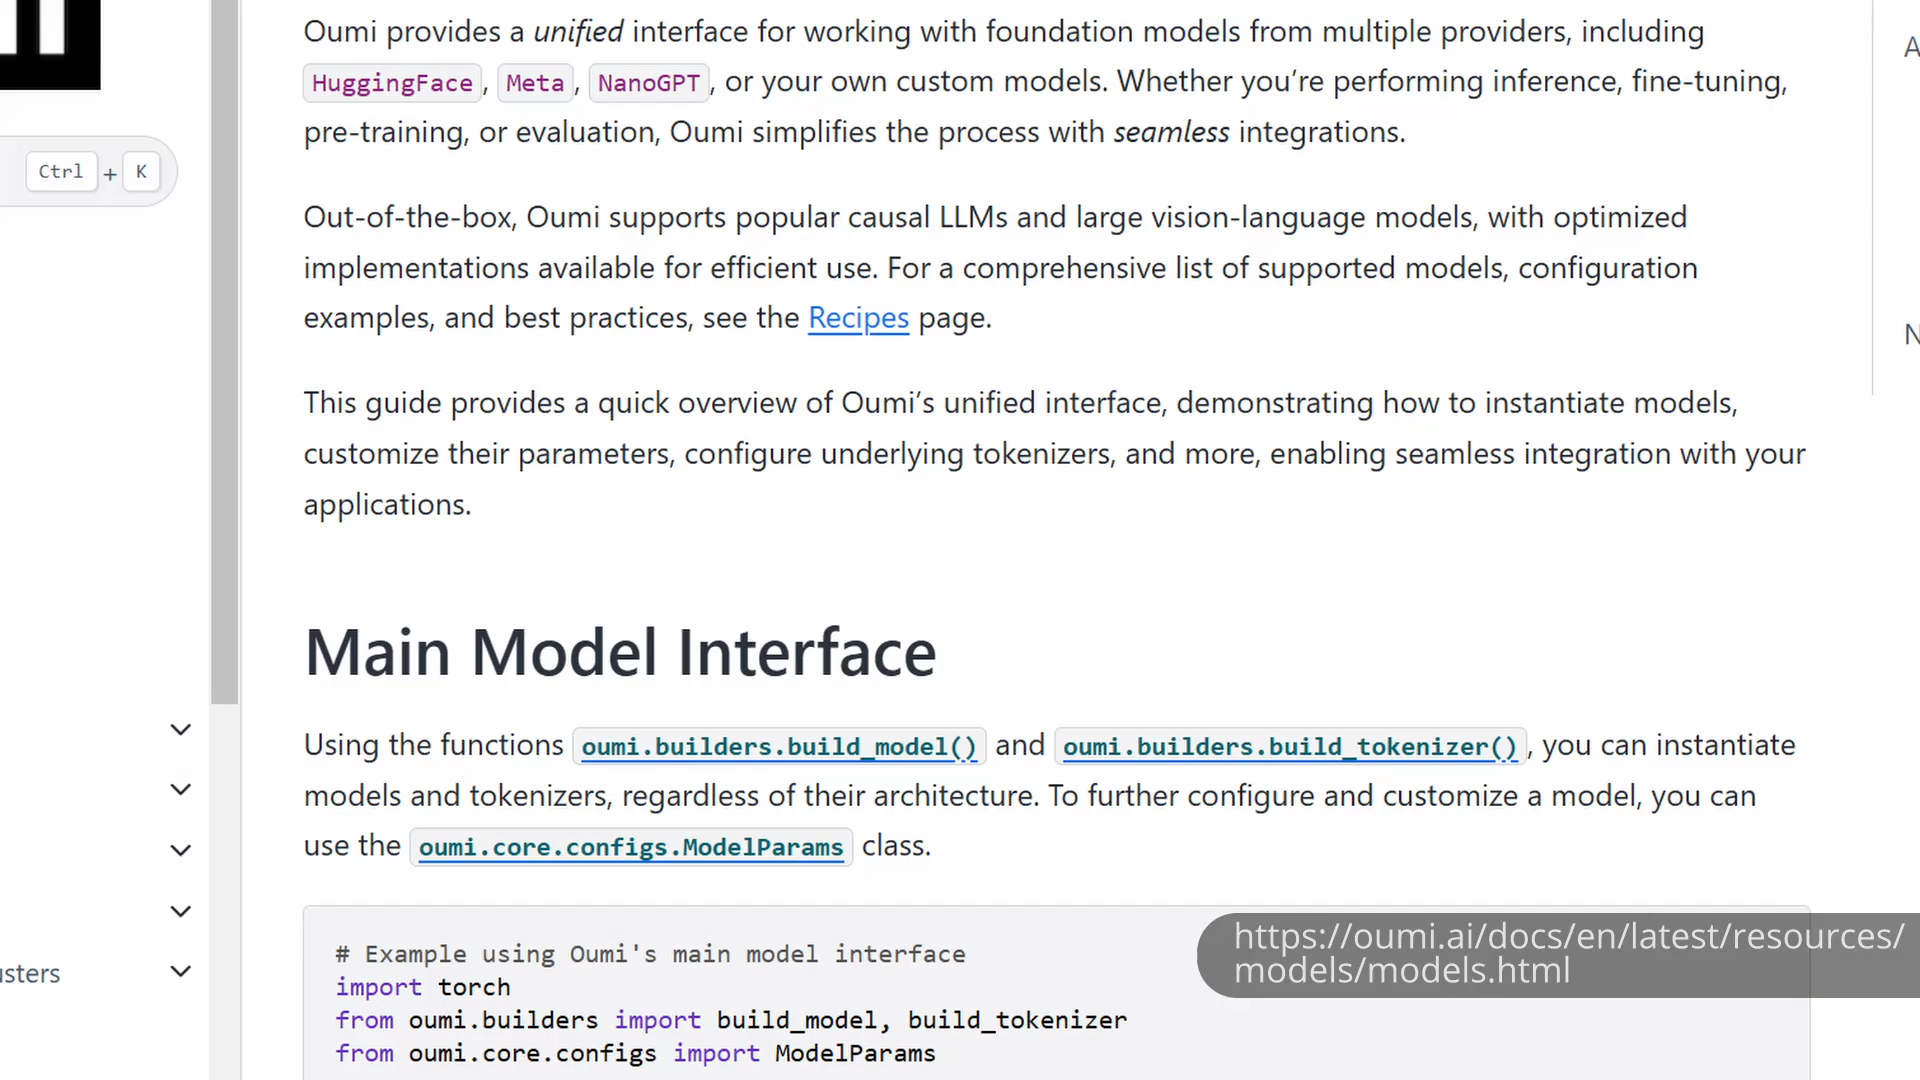 Oumi provides a unified interface for working with foundation models from multiple providers, including
HuggingFace, Meta, NanoGPT, or your own custom models. Whether you’re performing inference, fine-tuning,
pre-training, or evaluation, Oumi simplifies the process with seamless integrations.
Ctrl + K
Out-of-the-box, Oumi supports popular causal LLMs and large vision-language models, with optimized
implementations available for efficient use. For a comprehensive list of supported models, configuration
examples, and best practices, see the Recipes page.
This guide provides a quick overview of Oumi’s unified interface, demonstrating how to instantiate models,
customize their parameters, configure underlying tokenizers, and more, enabling seamless integration with your
applications.
Main Model Interface
Using the functions oumi.builders.build_model() and oumi.builders.build_tokenizer(), you can instantiate
models and tokenizers, regardless of their architecture. To further configure and customize a model, you can
use the oumi.core.configs.ModelParams class.
# Example using Oumi's main model interface
import torch
from oumi.builders import build_model, build_tokenizer
from oumi.core.configs import ModelParams
https://oumi.ai/docs/en/latest/resources/
models/models.html
usters